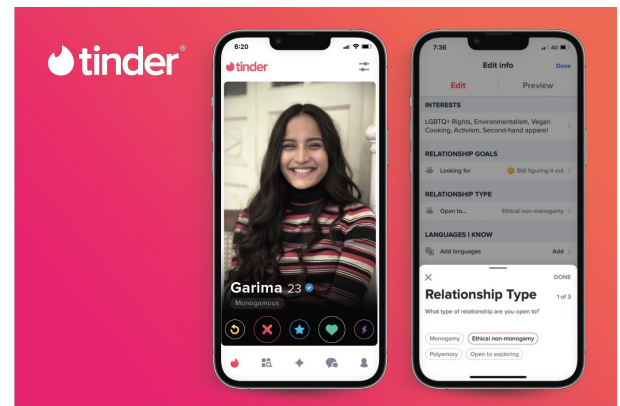 tinder®
6:20
tinder
Garima 23
Monogamous
7:36
4G
Edit info
Done
Edit
Preview
INTERESTS
LGBTQ+ Rights, Environmentalism, Vegan
Cooking, Activism, Second-hand apparel
RELATIONSHIP GOALS
Looking for
Still figuring it out
RELATIONSHIP TYPE
Open to...
Ethical non-monogamy
LANGUAGES I KNOW
Add languages
Add
DONE
Relationship Type
1 of 3
What type of relationship are you open to?
Monogamy
Ethical non-monogamy
Polyamory
Open to exploring